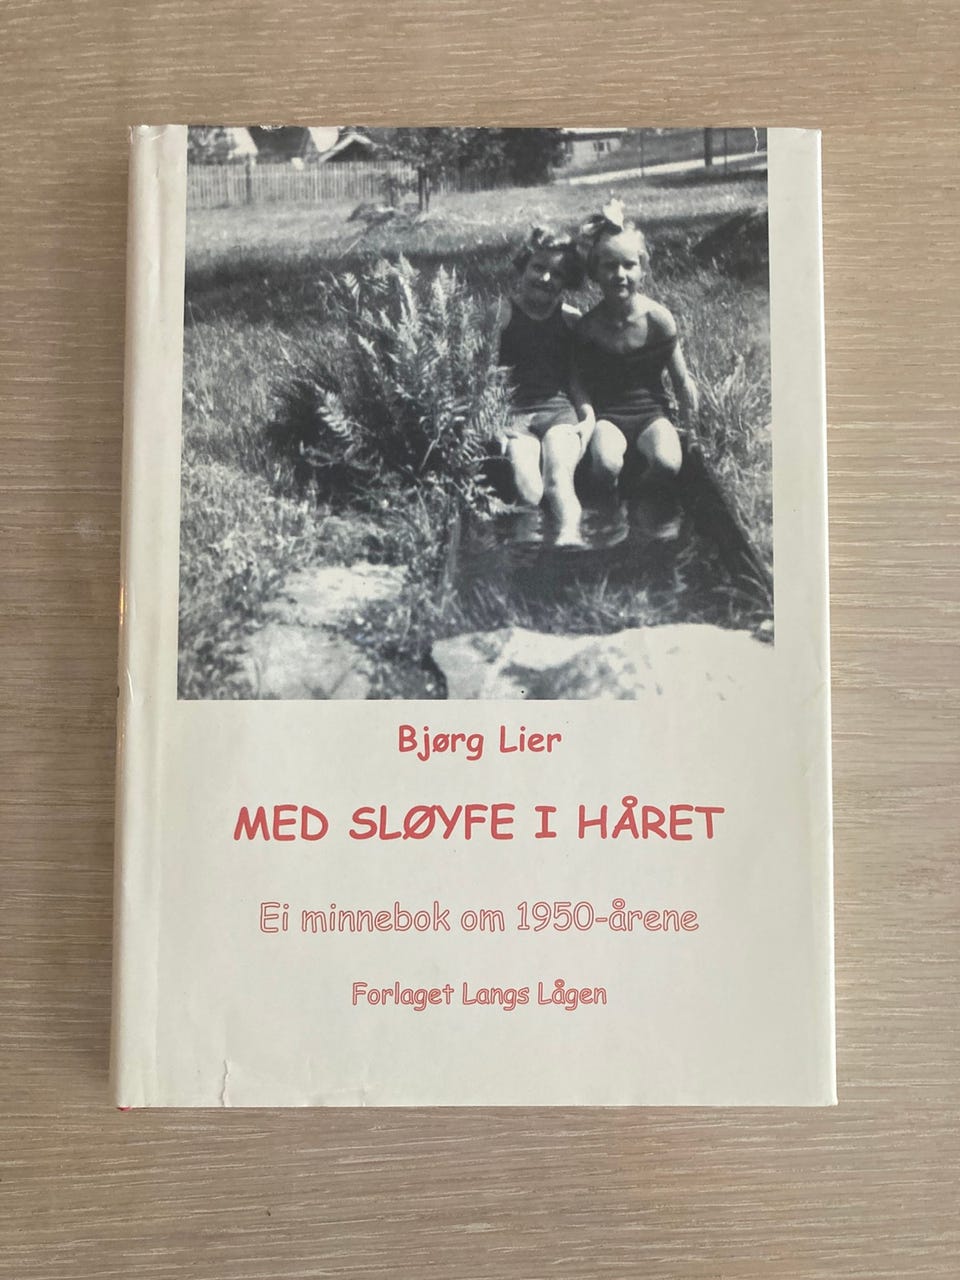 Bjørg Lier
MED SLØYFE I HÅRET
Ei minnebok om 1950-årene
Forlaget Langs Lågen